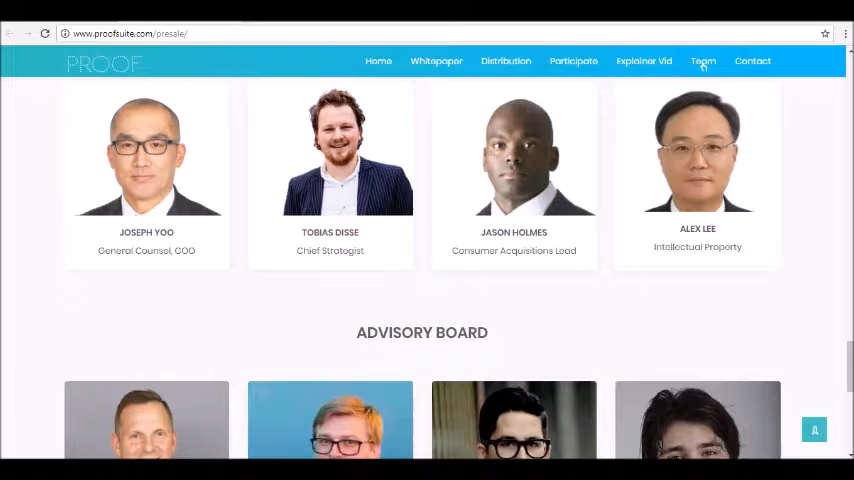 www.proofsuite.com/presale/
PROOF
Home Whitepaper Distribution Participate Explainer Vid Team Contact
JOSEPH YOO
General Counsel, COO
TOBIAS DISSE
Chief Strategist
JASON HOLMES
Consumer Acquisitions Lead
ALEX LEE
Intellectual Property
ADVISORY BOARD